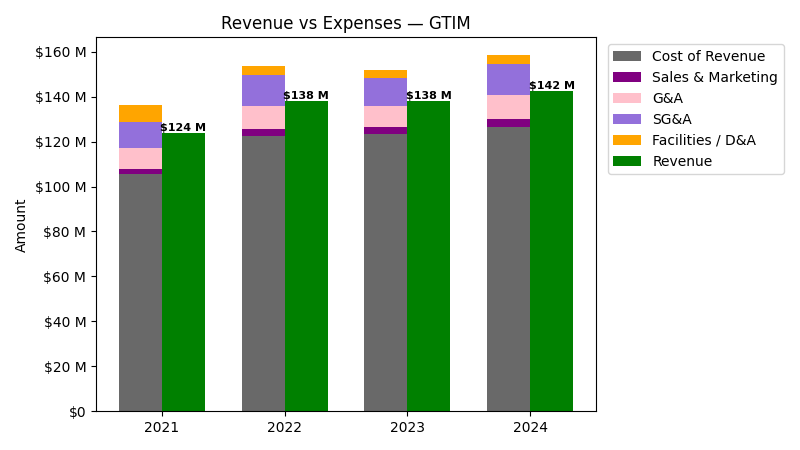 Revenue vs Expenses — GTIM
$160 M
$140 M
$120 M
$100 M
$80 M
$60 M
$40 M
$20 M
$0
Amount
$124 M
$138 M
$138 M
$142 M
2021
2022
2023
2024
Cost of Revenue
Sales & Marketing
G&A
SG&A
Facilities / D&A
Revenue